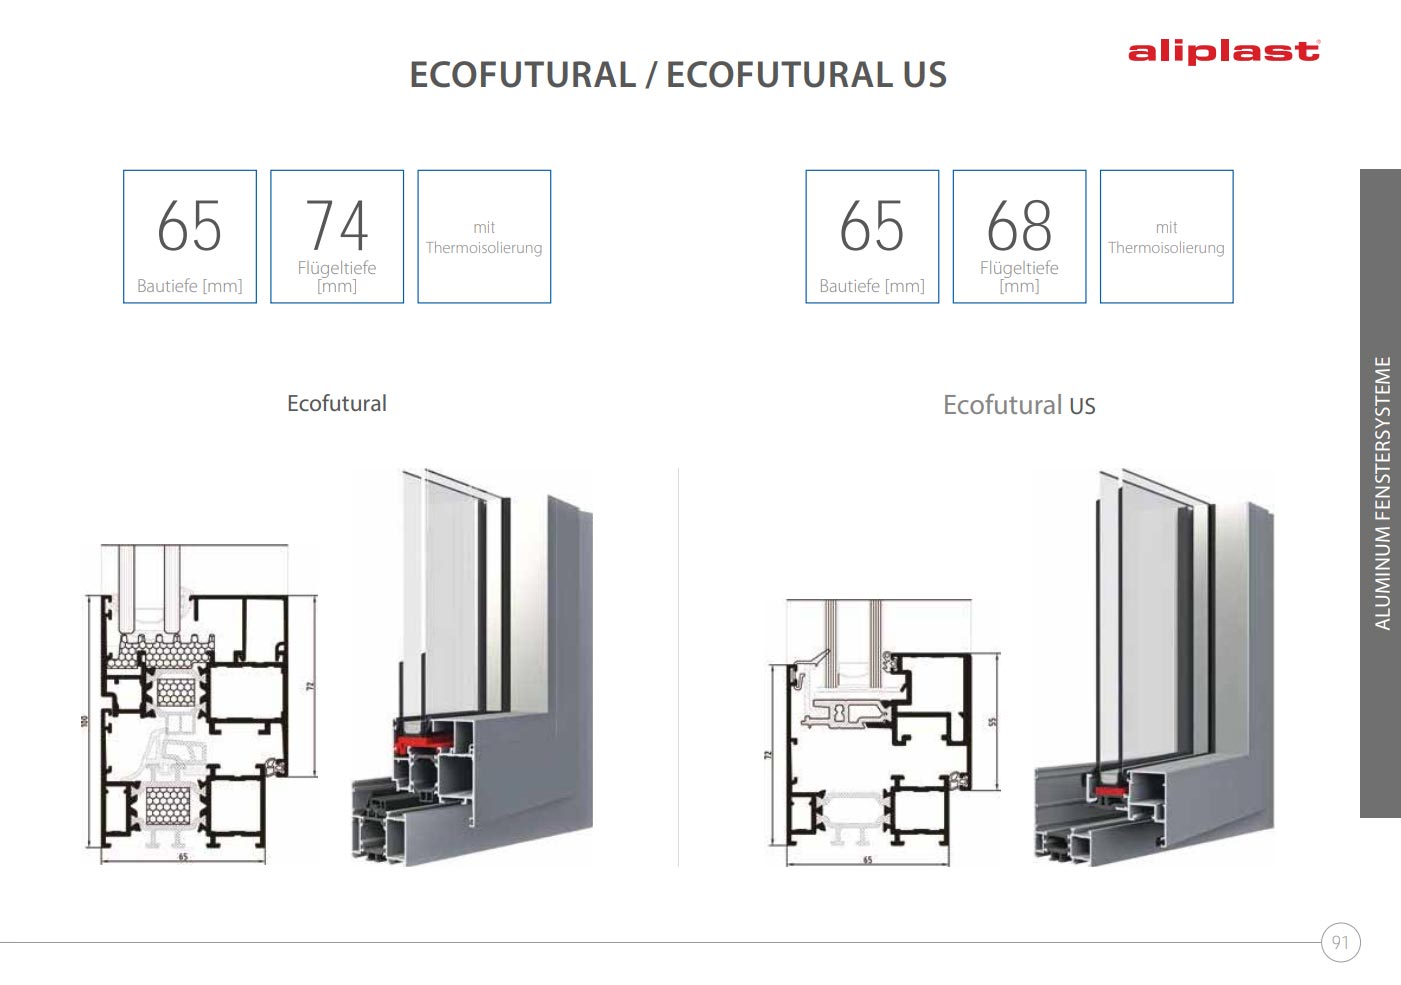 aliplast
ECOFUTURAL / ECOFUTURAL US
65
Bautiefe [mm]
74
Flügeltiefe
[mm]
mit
Thermoisolierung
65
Bautiefe [mm]
68
Flügeltiefe
[mm]
mit
Thermoisolierung
Ecofutural
Ecofutural US
100
72
65
72
55
65
ALUMINUM FENSTERSYSTEME
91